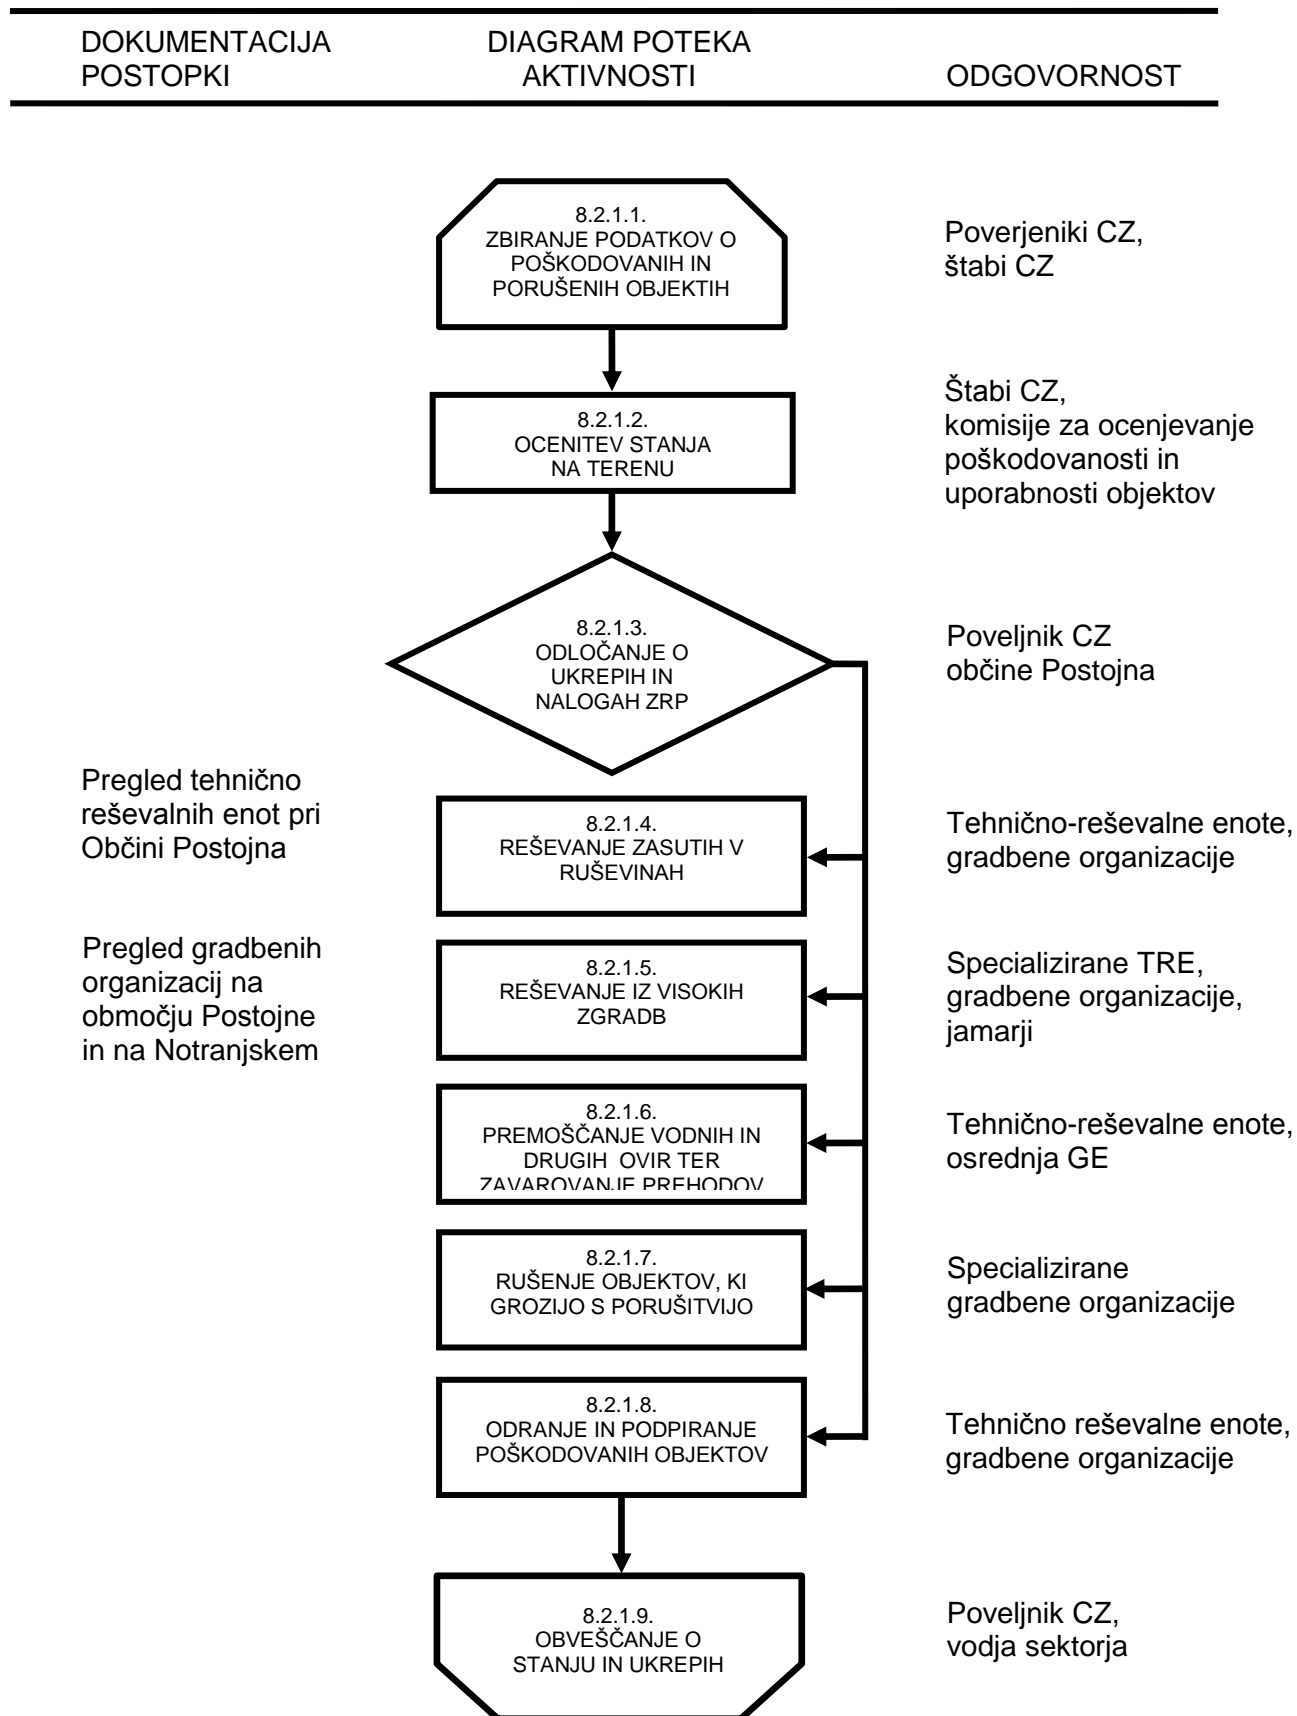 DOKUMENTACIJA
POSTOPKI
DIAGRAM POTEKA
AKTIVNOSTI
ODGOVORNOST
8.2.1.1.
ZBIRANJE PODATKOV O
POŠKODOVANIH IN
PORUŠENIH OBJEKTIH
Poverjeniki CZ,
štabi CZ
8.2.1.2.
OCENITEV STANJA
NA TERENU
Štabi CZ,
komisije za ocenjevanje
poškodovanosti in
uporabnosti objektov
8.2.1.3.
ODLOČANJE O
UKREPIH IN
NALOGAH ZRP
Poveljnik CZ
občine Postojna
Pregled tehnično
reševalnih enot pri
Občini Postojna
8.2.1.4.
REŠEVANJE ZASUTIH V
RUŠEVINAH
Tehnično-reševalne enote,
gradbene organizacije
Pregled gradbenih
organizacij na
območju Postojne
in na Notranjskem
8.2.1.5.
REŠEVANJE IZ VISOKIH
ZGRADB
Specializirane TRE,
gradbene organizacije,
jamarji
8.2.1.6.
PREMOŠČANJE VODNIH IN
DRUGIH  OVIR TER
ZAVAROVANJE PREHODOV
Tehnično-reševalne enote,
osrednja GE
8.2.1.7.
RUŠENJE OBJEKTOV, KI
GROZIJO S PORUŠITVIJO
Specializirane
gradbene organizacije
8.2.1.8.
ODRANJE IN PODPIRANJE
POŠKODOVANIH OBJEKTOV
Tehnično reševalne enote,
gradbene organizacije
8.2.1.9.
OBVEŠČANJE O
STANJU IN UKREPIH
Poveljnik CZ,
vodja sektorja